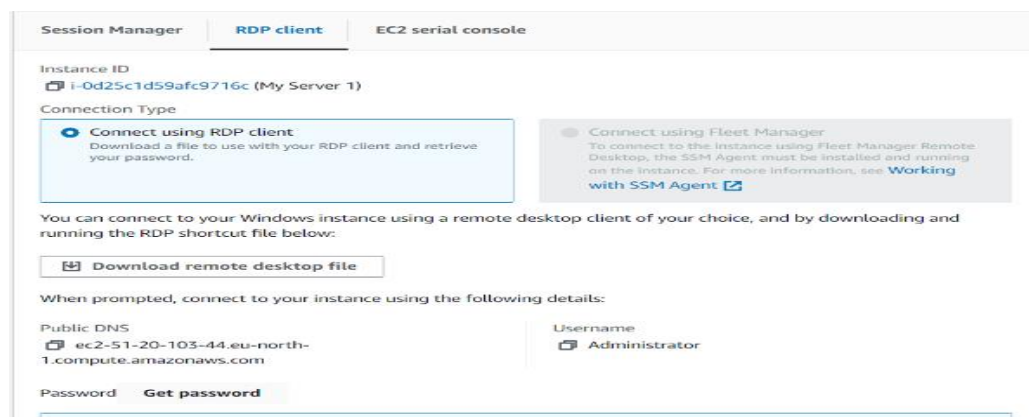 Session Manager RDP client EC2 serial console
Instance ID
i-0d25c1d59afc9716c (My Server 1)
Connection Type
Connect using RDP client
Download a file to use with your RDP client and retrieve
your password.
Connect using Fleet Manager
To connect to the instance using Fleet Manager Remote
Desktop, the SSM Agent must be installed and running
on the instance. For more information, see Working
with SSM Agent
You can connect to your Windows instance using a remote desktop client of your choice, and by downloading and
running the RDP shortcut file below:
Download remote desktop file
When prompted, connect to your instance using the following details:
Public DNS
ec2-51-20-103-44.eu-north-
1.compute.amazonaws.com
Username
Administrator
Password Get password